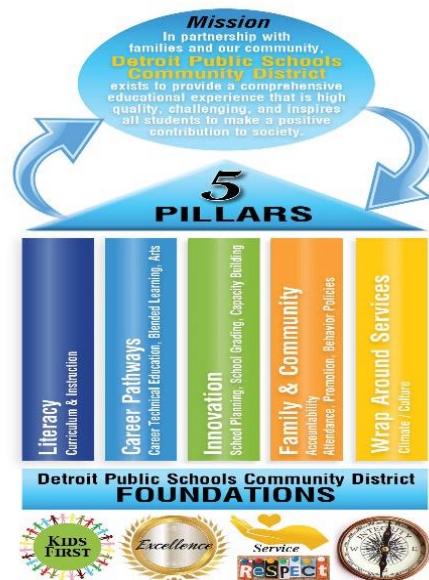 Mission
In partnership with
families and our community,
Detroit Public Schools
Community District
exists to provide a comprehensive
educational experience that is high
quality, challenging, and inspires
all students to make a positive
contribution to society.
5
PILLARS
Literacy
Curriculum & Instruction
Career Pathways
Career Technical Education, Blended Learning, Arts
Innovation
School Planning, School Grading, Capacity Building
Family & Community
Accountability
Attendance, Promotion, Behavior Policies
Wrap Around Services
Climate / Culture
Detroit Public Schools Community District
FOUNDATIONS
KIDS
FIRST
Excellence
Service
ReSPECt
INTEGRITY
W
E
S